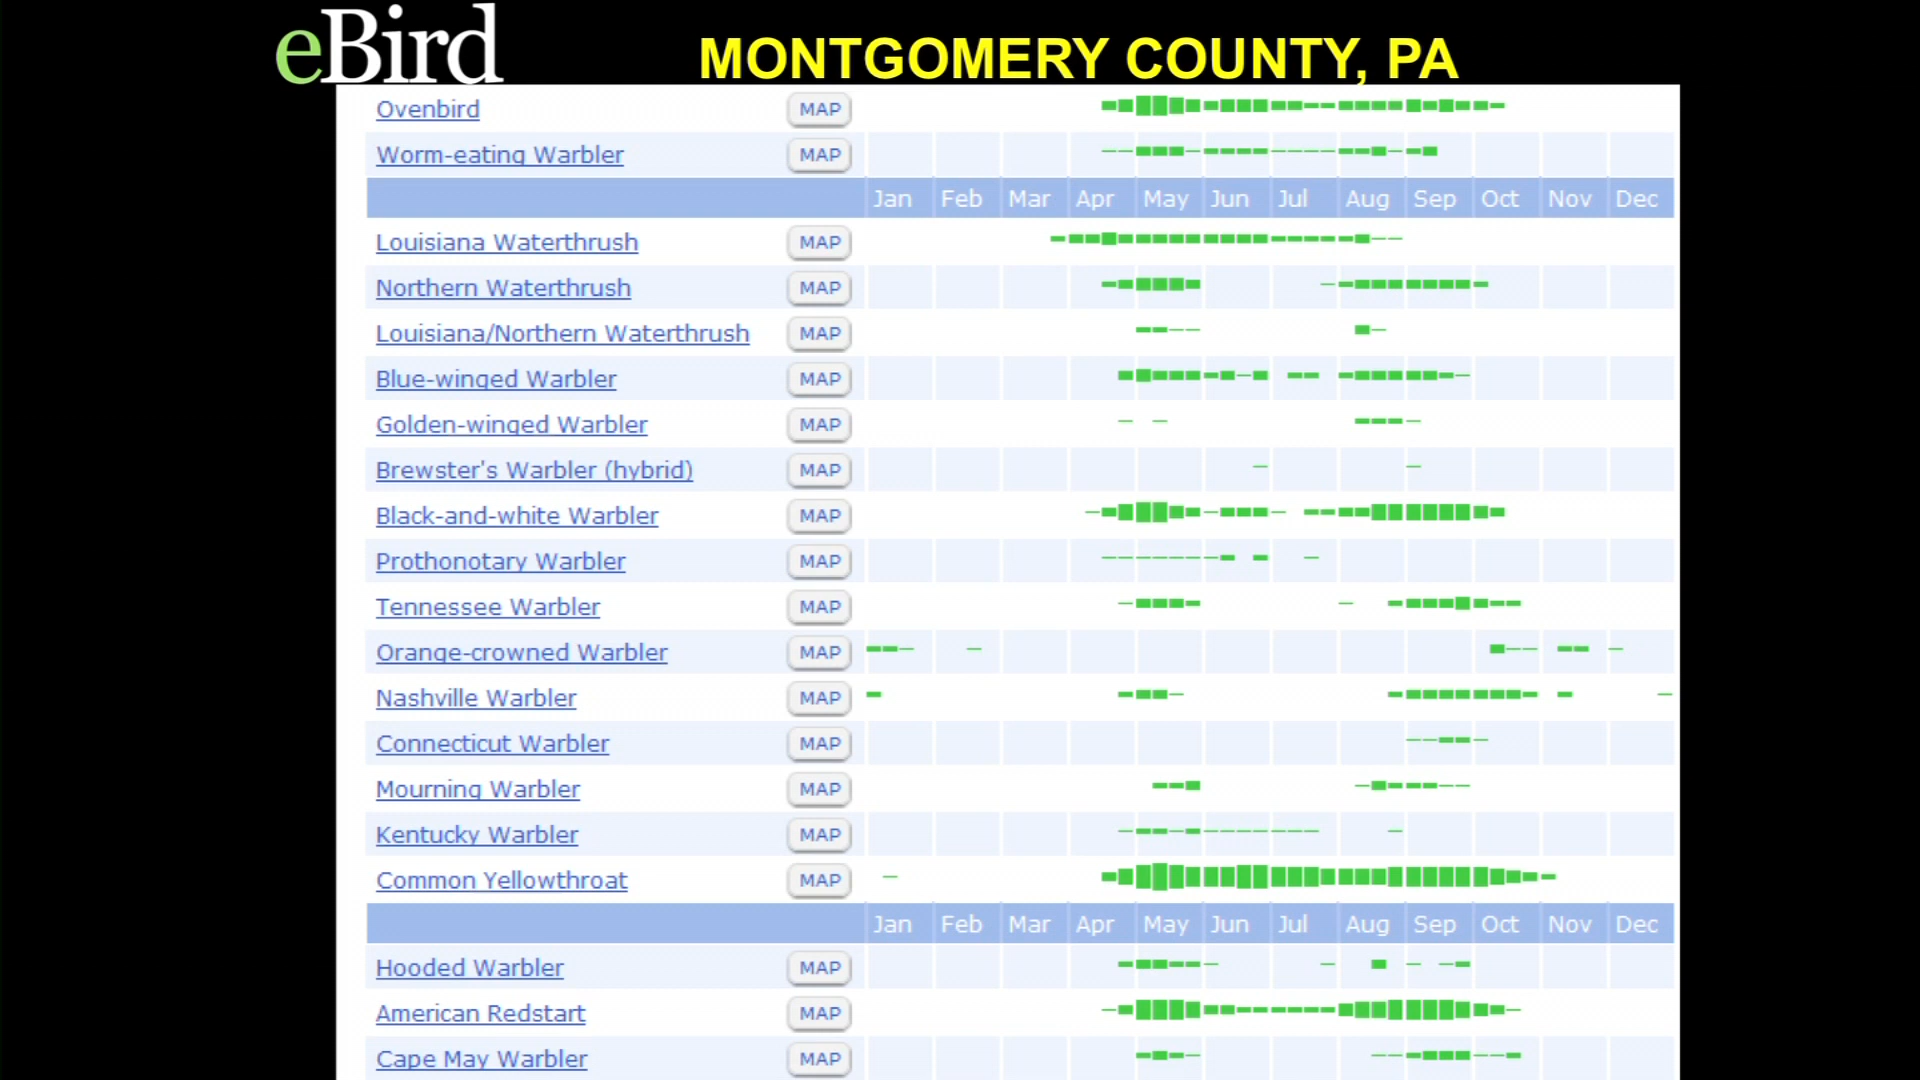 eBird MONTGOMERY COUNTY, PA
Ovenbird MAP
Worm-eating Warbler MAP
Jan Feb Mar Apr May Jun Jul Aug Sep Oct Nov Dec
Louisiana Waterthrush MAP
Northern Waterthrush MAP
Louisiana/Northern Waterthrush MAP
Blue-winged Warbler MAP
Golden-winged Warbler MAP
Brewster's Warbler (hybrid) MAP
Black-and-white Warbler MAP
Prothonotary Warbler MAP
Tennessee Warbler MAP
Orange-crowned Warbler MAP
Nashville Warbler MAP
Connecticut Warbler MAP
Mourning Warbler MAP
Kentucky Warbler MAP
Common Yellowthroat MAP
Jan Feb Mar Apr May Jun Jul Aug Sep Oct Nov Dec
Hooded Warbler MAP
American Redstart MAP
Cape May Warbler MAP